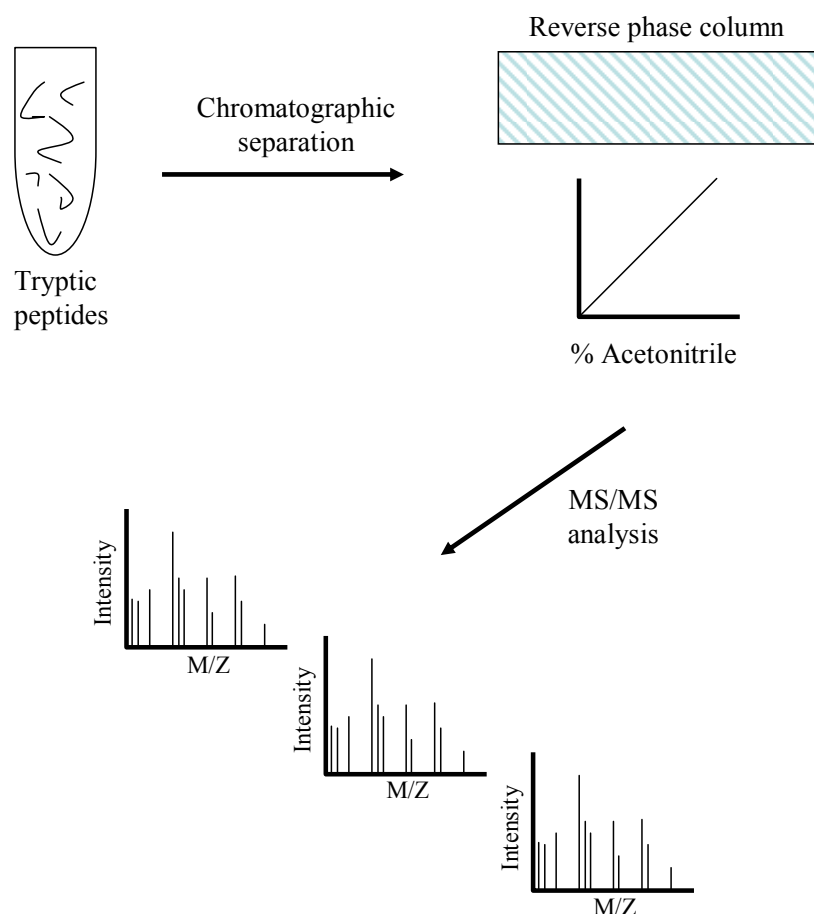 Reverse phase column
Chromatographic
separation
Tryptic
peptides
% Acetonitrile
MS/MS
analysis
Intensity
M/Z
Intensity
M/Z
Intensity
M/Z